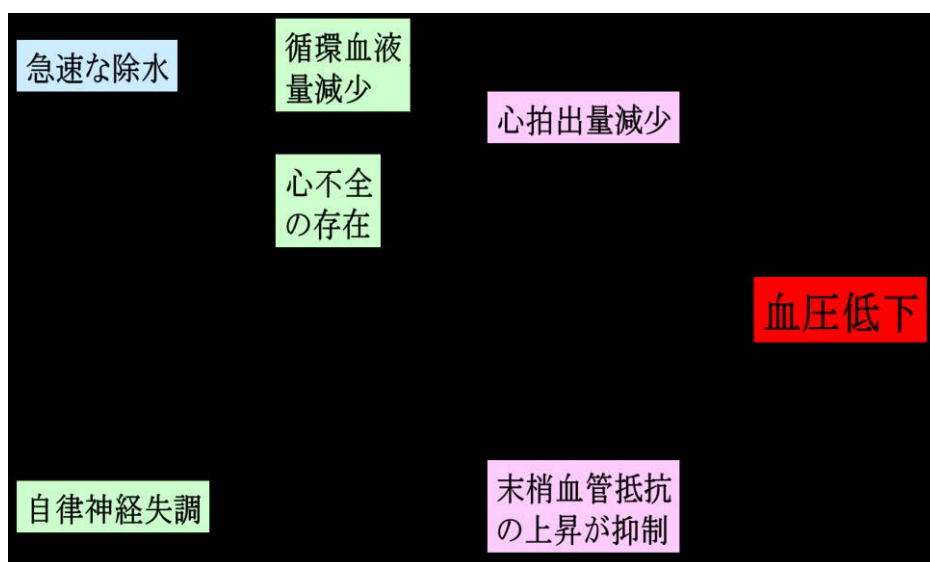 急速な除水
循環血液
量減少
心拍出量減少
心不全
の存在
血圧低下
自律神経失調
末梢血管抵抗
の上昇が抑制